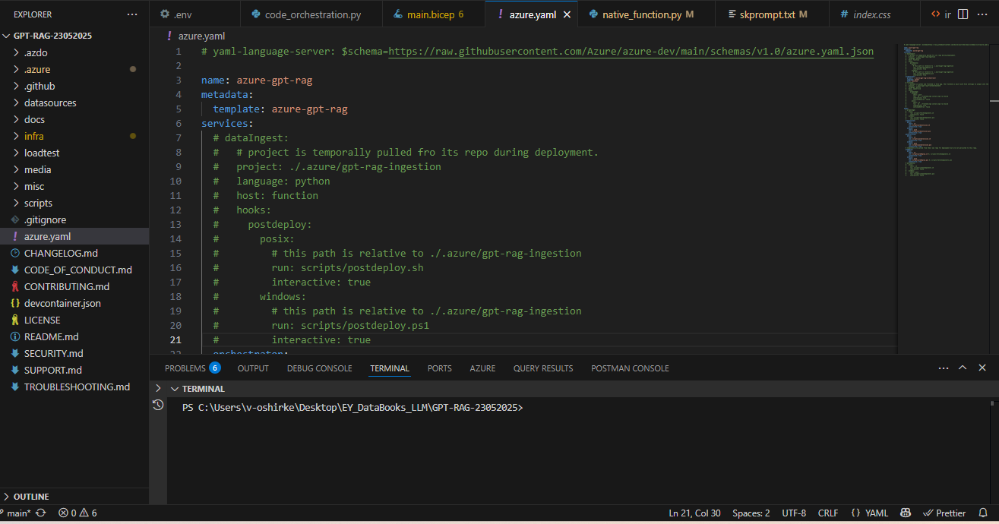 EXPLORER
GPT-RAG-23052025
.azdo
.azure
.github
datasources
docs
infra
loadtest
media
misc
scripts
.gitignore
! azure.yaml
CHANGELOG.md
CODE_OF_CONDUCT.md
CONTRIBUTING.md
{} devcontainer.json
LICENSE
README.md
SECURITY.md
SUPPORT.md
TROUBLESHOOTING.md
OUTLINE
.env code_orchestration.py main.bicep 6 ! azure.yaml native_function.py M skprompt.txt M # index.css <> ir
! azure.yaml
1 # yaml-language-server: $schema=https://raw.githubusercontent.com/Azure/azure-dev/main/schemas/v1.0/azure.yaml.json
2
3 name: azure-gpt-rag
4 metadata:
5 template: azure-gpt-rag
6 services:
7 # dataIngest:
8 # # project is temporally pulled fro its repo during deployment.
9 # project: ./.azure/gpt-rag-ingestion
10 # language: python
11 # host: function
12 # hooks:
13 # postdeploy:
14 # posix:
15 # # this path is relative to ./.azure/gpt-rag-ingestion
16 # run: scripts/postdeploy.sh
17 # interactive: true
18 # windows:
19 # # this path is relative to ./.azure/gpt-rag-ingestion
20 # run: scripts/postdeploy.ps1
21 # interactive: true
22 orchestrator:
PROBLEMS 6 OUTPUT DEBUG CONSOLE TERMINAL PORTS AZURE QUERY RESULTS POSTMAN CONSOLE
TERMINAL
PS C:\Users\v-oshirke\Desktop\EY_DataBooks_LLM\GPT-RAG-23052025>
main* 0 6 Ln 21, Col 30 Spaces: 2 UTF-8 CRLF {} YAML Prettier